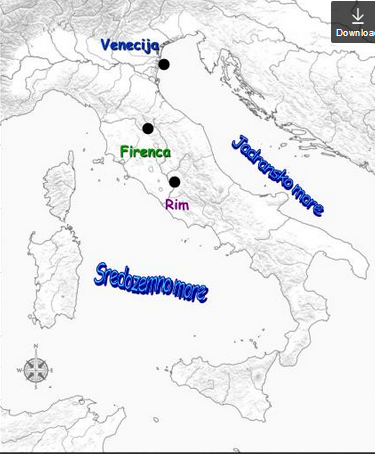 Download
Venecija
Firenca
Jadransko more
Rim
Sredozemno more
N
W E
S